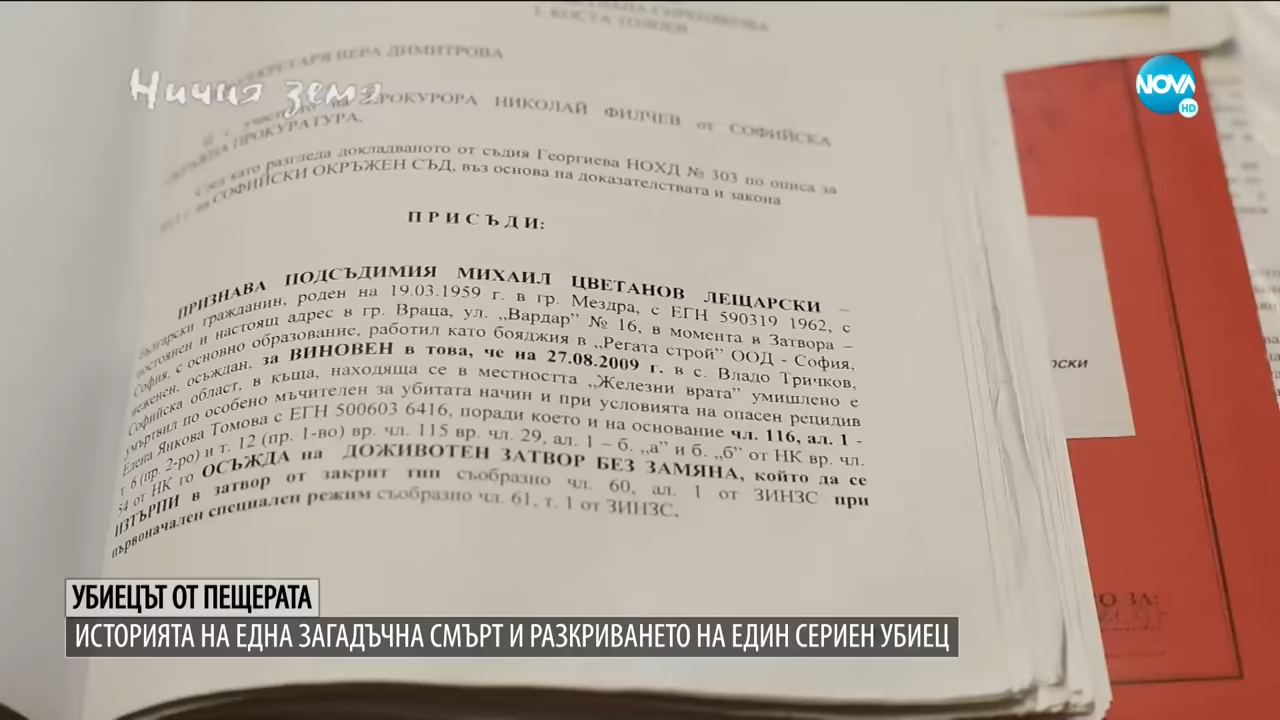 Ничия земя
NOVA
HD
СЕКРЕТАРЯ ВЕРА ДИМИТРОВА
и с участието на ПРОКУРОРА НИКОЛАЙ ФИЛЧЕВ от СОФИЙСКА
ОКРЪЖНА ПРОКУРАТУРА,
След като разгледа докладваното от съдия Георгиева НОХД № 303 по описа за
г. на СОФИЙСКИ ОКРЪЖЕН СЪД, въз основа на доказателствата и закона
П Р И С Ъ Д И:
ПРИЗНАВА ПОДСЪДИМИЯ МИХАИЛ ЦВЕТАНОВ ЛЕЩАРСКИ –
български гражданин, роден на 19.03.1959 г. в гр. Мездра, с ЕГН 590319 1962, с
постоянен и настоящ адрес в гр. Враца, ул. „Вардар” № 16, в момента в Затвора –
София, с основно образование, работил като бояджия в „Регата строй” ООД - София,
неженен, осъждан, за ВИНОВЕН в това, че на 27.08.2009 г. в с. Владо Тричков,
Софийска област, в къща, находяща се в местността „Железни врата” умишлено е
умъртвил по особено мъчителен за убитата начин и при условията на опасен рецидив
Елена Янкова Томова с ЕГН 500603 6416, поради което и на основание чл. 116, ал. 1 -
т. 6 (пр. 2-ро) и т. 12 (пр. 1-во) вр. чл. 115 вр. чл. 29, ал. 1 – б. „а” и б. „б” от НК вр. чл.
54 от НК го ОСЪЖДА на ДОЖИВОТЕН ЗАТВОР БЕЗ ЗАМЯНА, който да се
ИЗТЪРПИ в затвор от закрит тип съобразно чл. 60, ал. 1 от ЗИНЗС при
първоначален специален режим съобразно чл. 61, т. 1 от ЗИНЗС.
УБИЕЦЪТ ОТ ПЕЩЕРАТА
ИСТОРИЯТА НА ЕДНА ЗАГАДЪЧНА СМЪРТ И РАЗКРИВАНЕТО НА ЕДИН СЕРИЕН УБИЕЦ